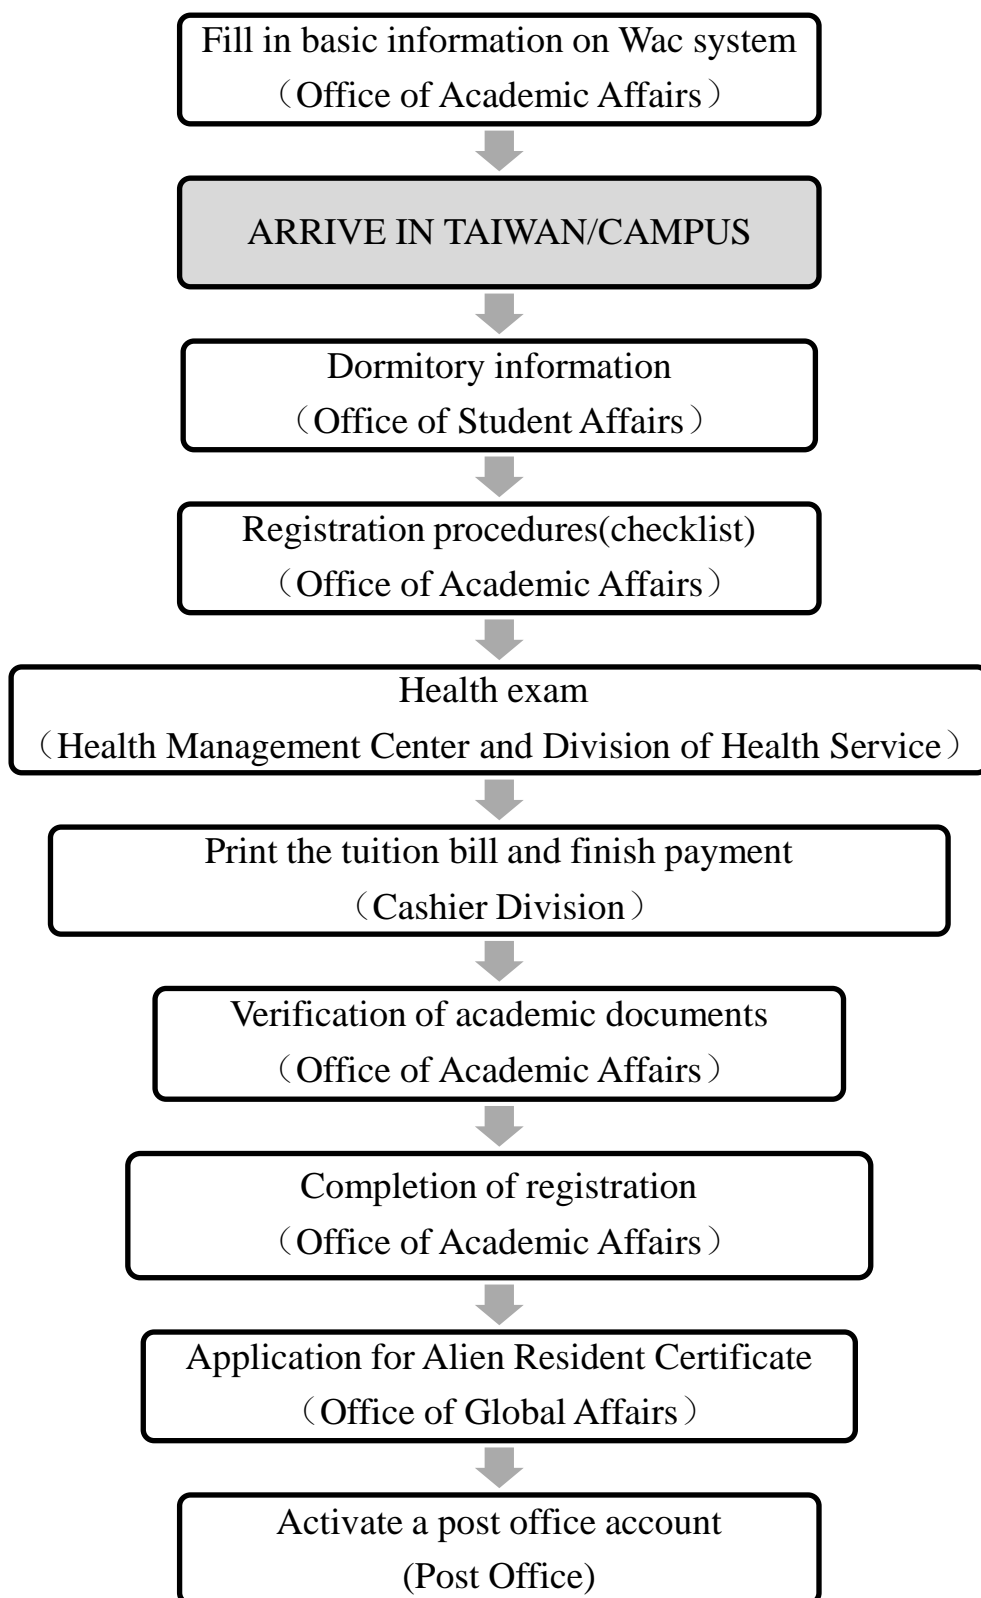 Fill in basic information on Wac system
（Office of Academic Affairs）
ARRIVE IN TAIWAN/CAMPUS
Dormitory information
（Office of Student Affairs）
Registration procedures(checklist)
（Office of Academic Affairs）
Health exam
（Health Management Center and Division of Health Service）
Print the tuition bill and finish payment
（Cashier Division）
Verification of academic documents
（Office of Academic Affairs）
Completion of registration
（Office of Academic Affairs）
Application for Alien Resident Certificate
（Office of Global Affairs）
Activate a post office account
(Post Office)